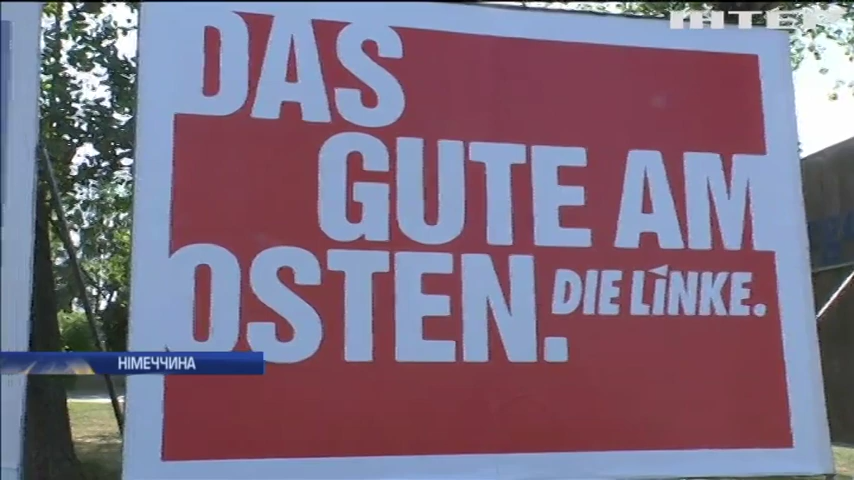 ІНТЕР
DAS
GUTE AM
OSTEN. DIE LINKE.
НІМЕЧЧИНА